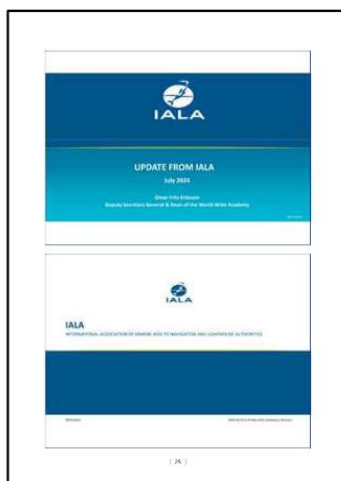 IALA
UPDATE FROM IALA
July 2024
Omar Frits Eriksson
Deputy Secretary General & Dean of the World-Wide Academy
IALA
IALA
INTERNATIONAL ASSOCIATION OF MARINE AIDS TO NAVIGATION AND LIGHTHOUSE AUTHORITIES